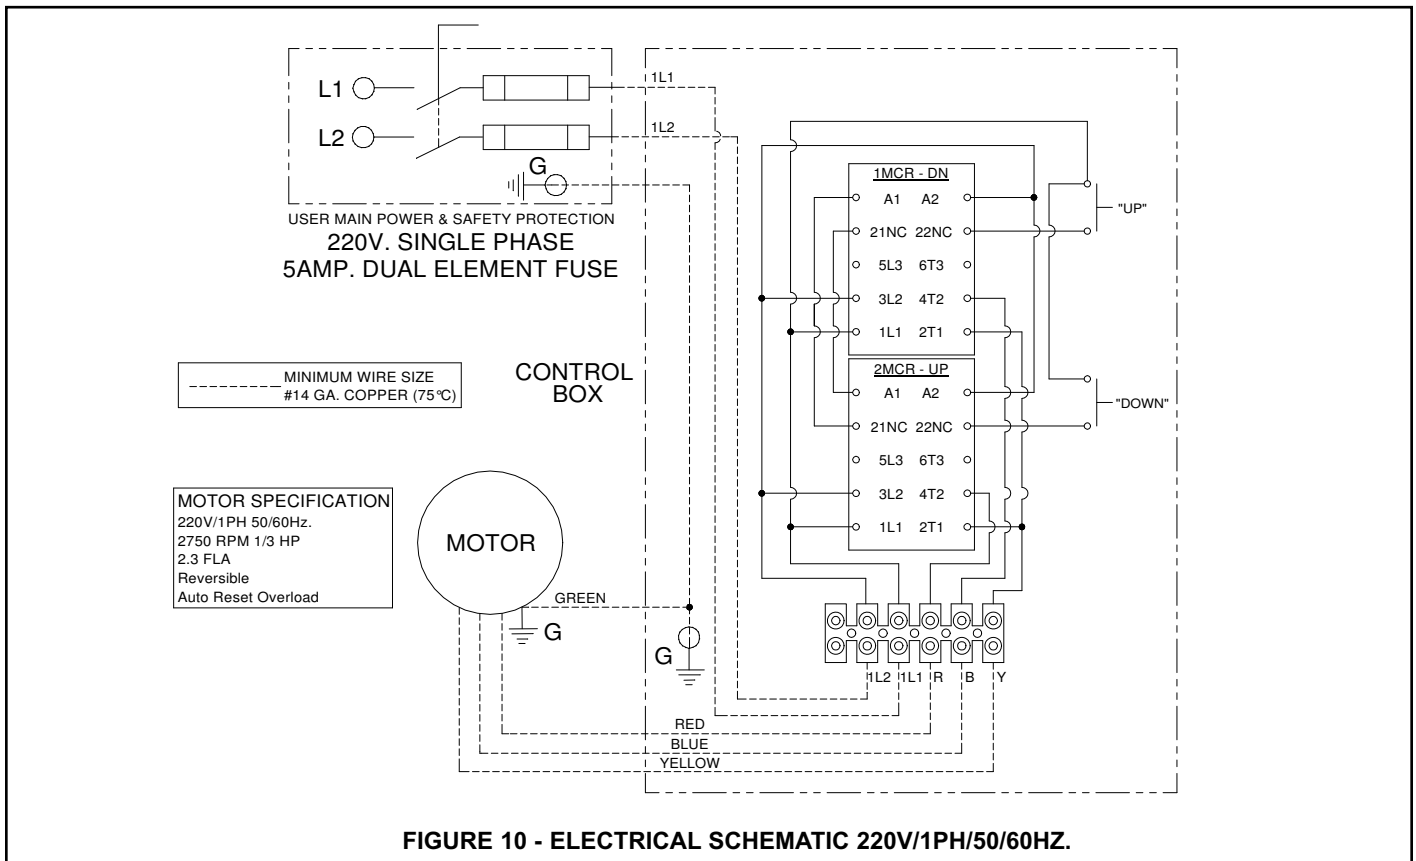 L1
1L1
L2
1L2
G
USER MAIN POWER & SAFETY PROTECTION
220V. SINGLE PHASE
5AMP. DUAL ELEMENT FUSE
MINIMUM WIRE SIZE
#14 GA. COPPER (75°C)
CONTROL
BOX
1MCR - DN
A1 A2
21NC 22NC
5L3 6T3
3L2 4T2
1L1 2T1
2MCR - UP
A1 A2
21NC 22NC
5L3 6T3
3L2 4T2
1L1 2T1
"UP"
"DOWN"
MOTOR SPECIFICATION
220V/1PH 50/60Hz.
2750 RPM 1/3 HP
2.3 FLA
Reversible
Auto Reset Overload
MOTOR
GREEN
G
G
1L2 1L1 R B Y
RED
BLUE
YELLOW
FIGURE 10 - ELECTRICAL SCHEMATIC 220V/1PH/50/60HZ.